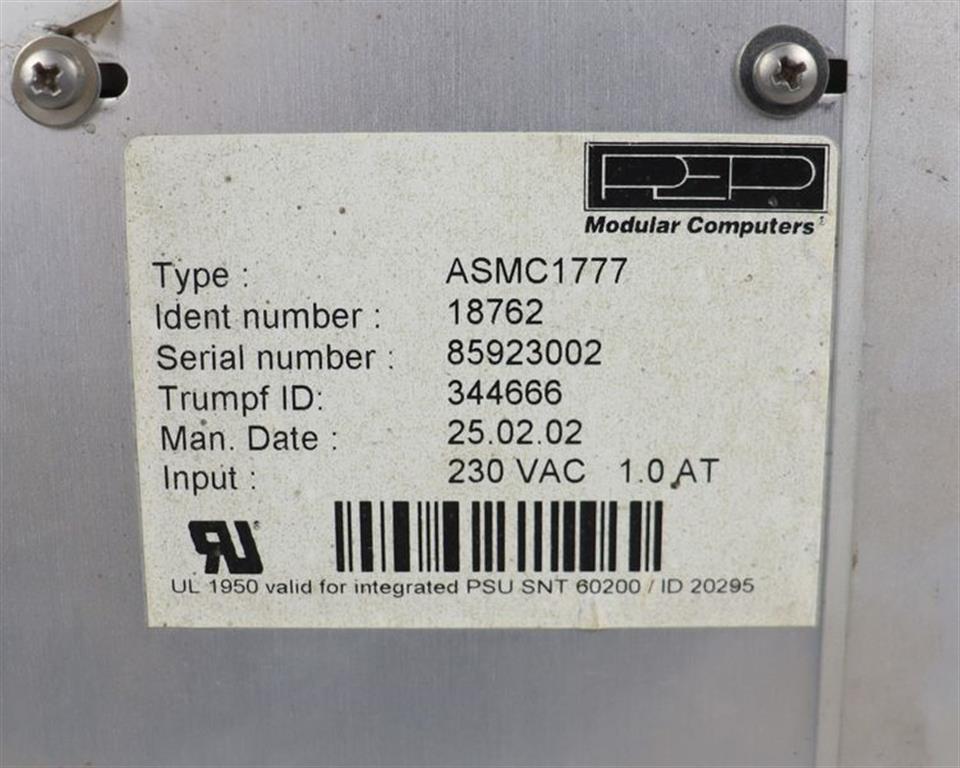 PEP
Modular Computers
Type : ASMC1777
Ident number : 18762
Serial number : 85923002
Trumpf ID: 344666
Man. Date : 25.02.02
Input : 230 VAC 1.0 AT
UL 1950 valid for integrated PSU SNT 60200 / ID 20295